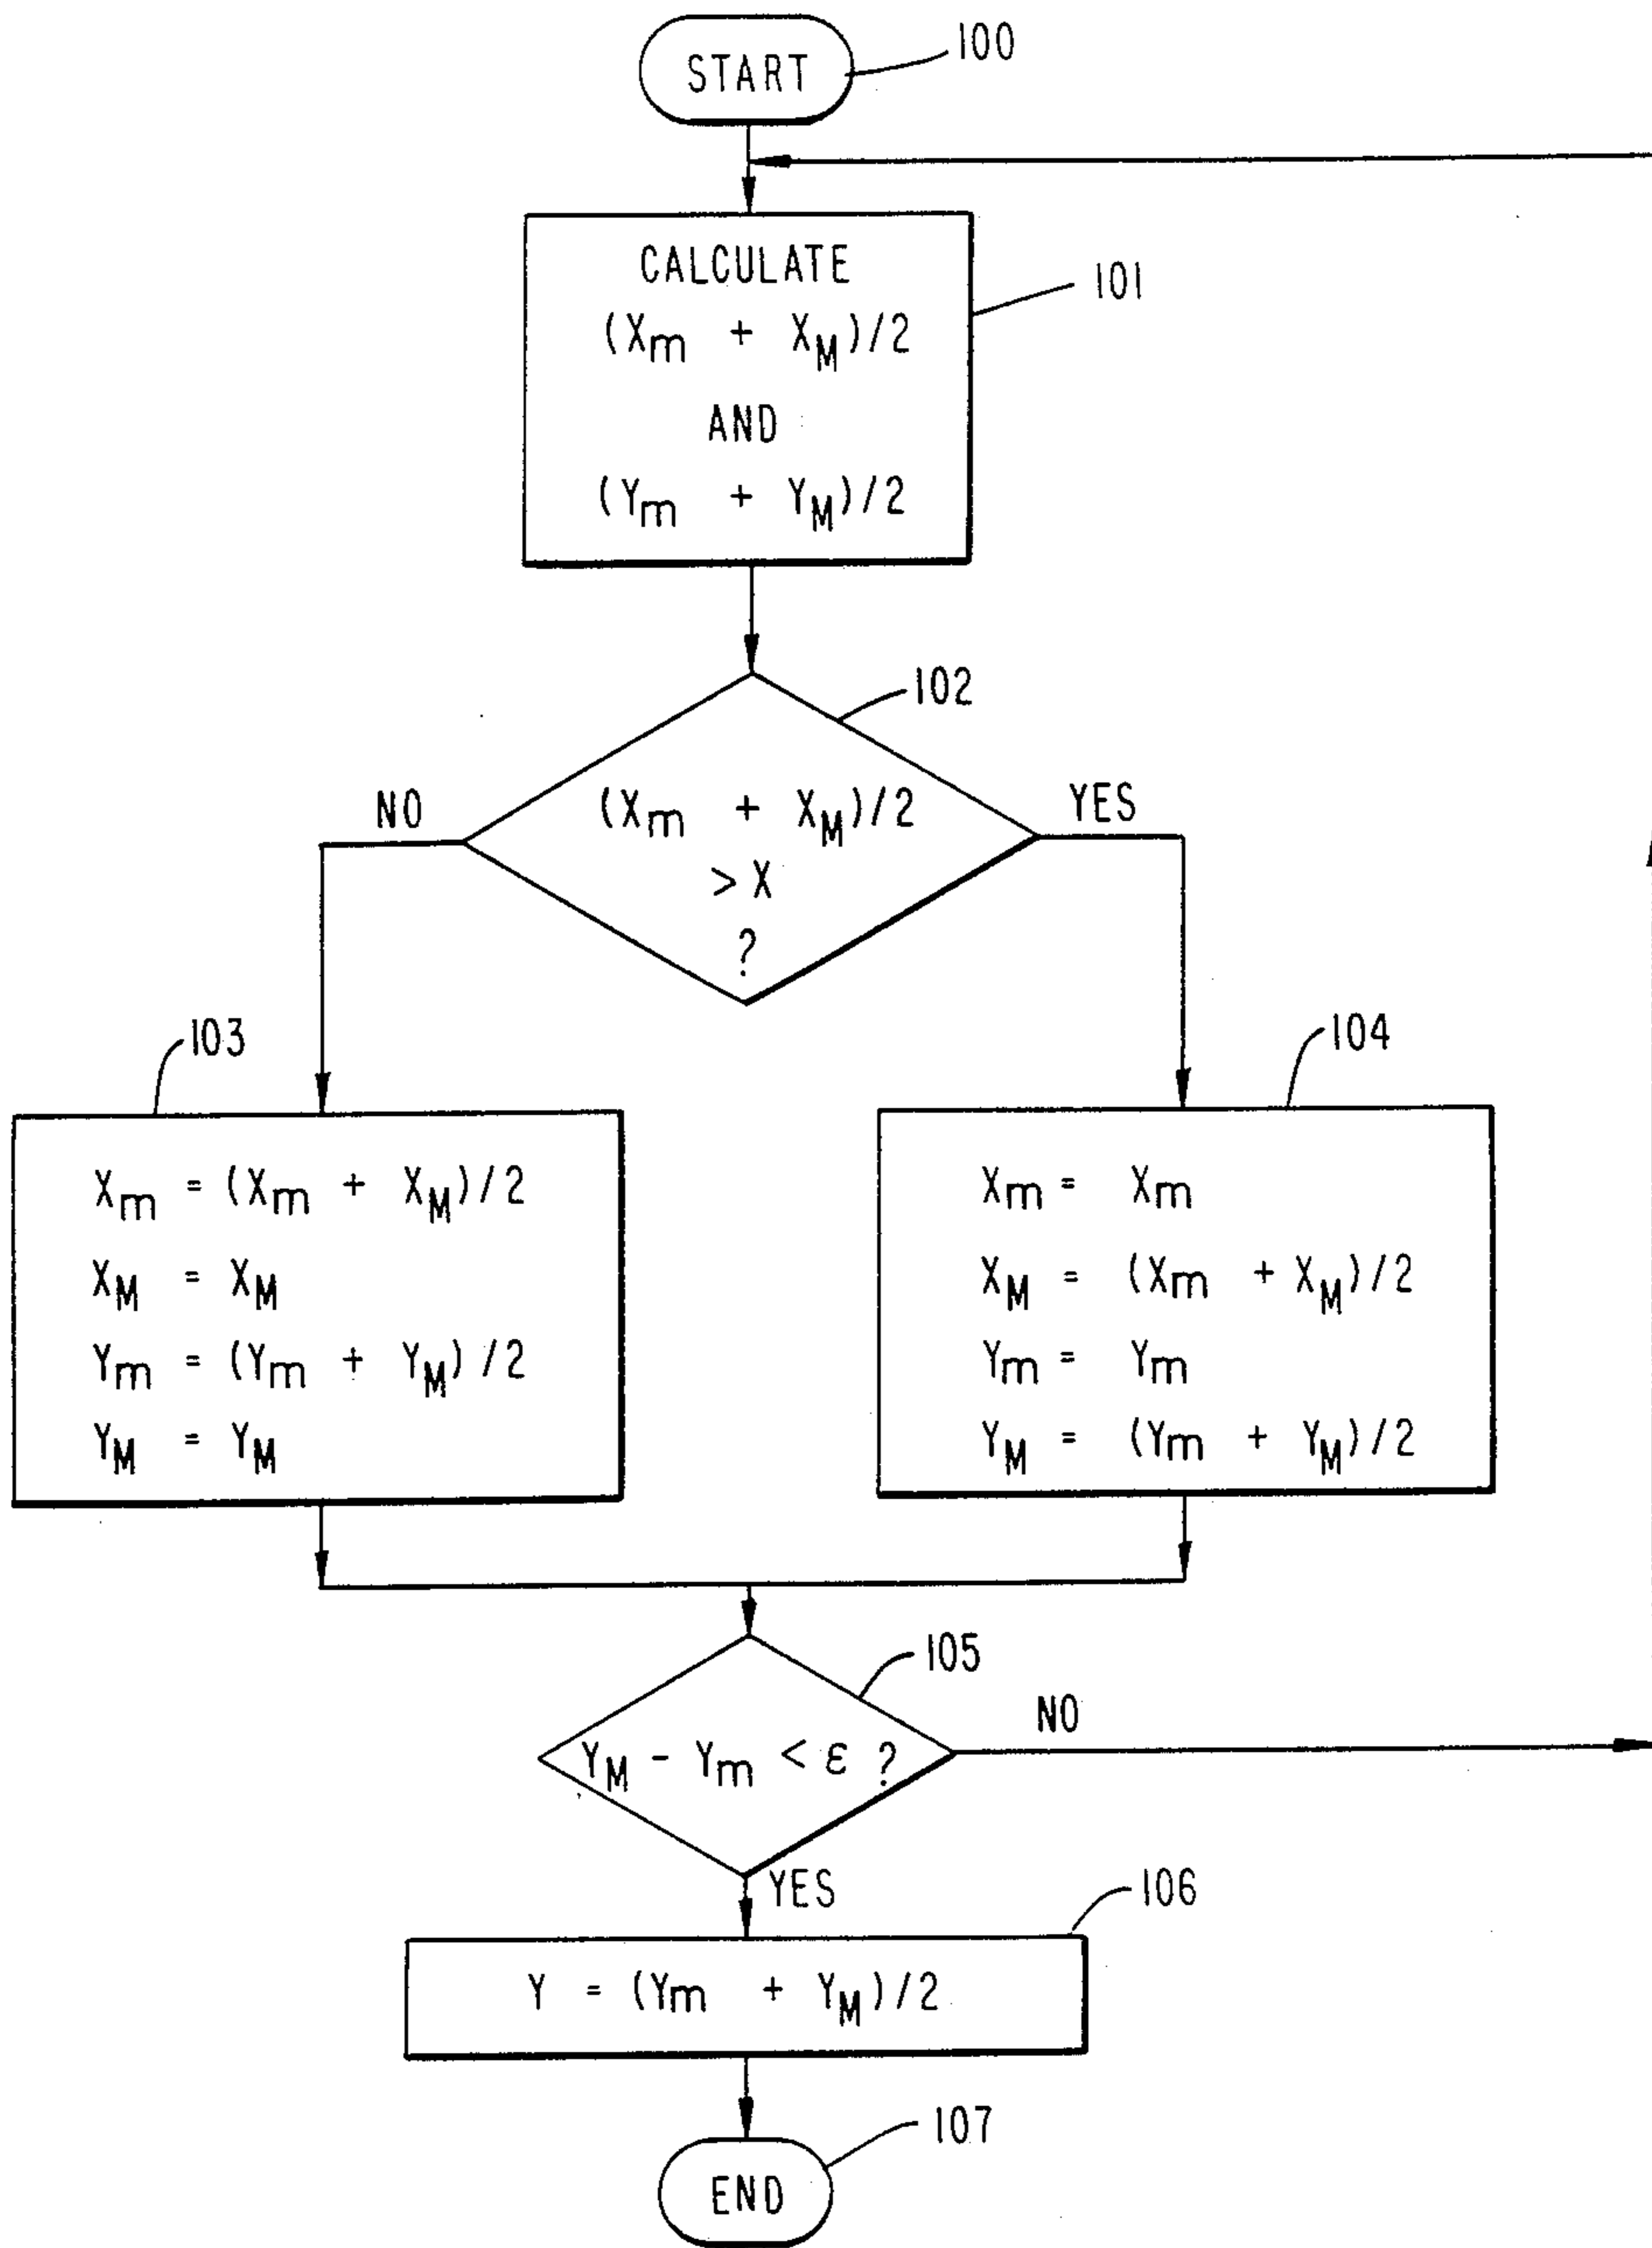 START
100
CALCULATE
(Xm + XM)/2
AND
(Ym + YM)/2
101
102
(Xm + XM)/2
> X
?
NO
YES
103
Xm = (Xm + XM)/2
XM = XM
Ym = (Ym + YM)/2
YM = YM
104
Xm = Xm
XM = (Xm + XM)/2
Ym = Ym
YM = (Ym + YM)/2
105
YM - Ym < ε ?
NO
YES
106
Y = (Ym + YM)/2
107
END